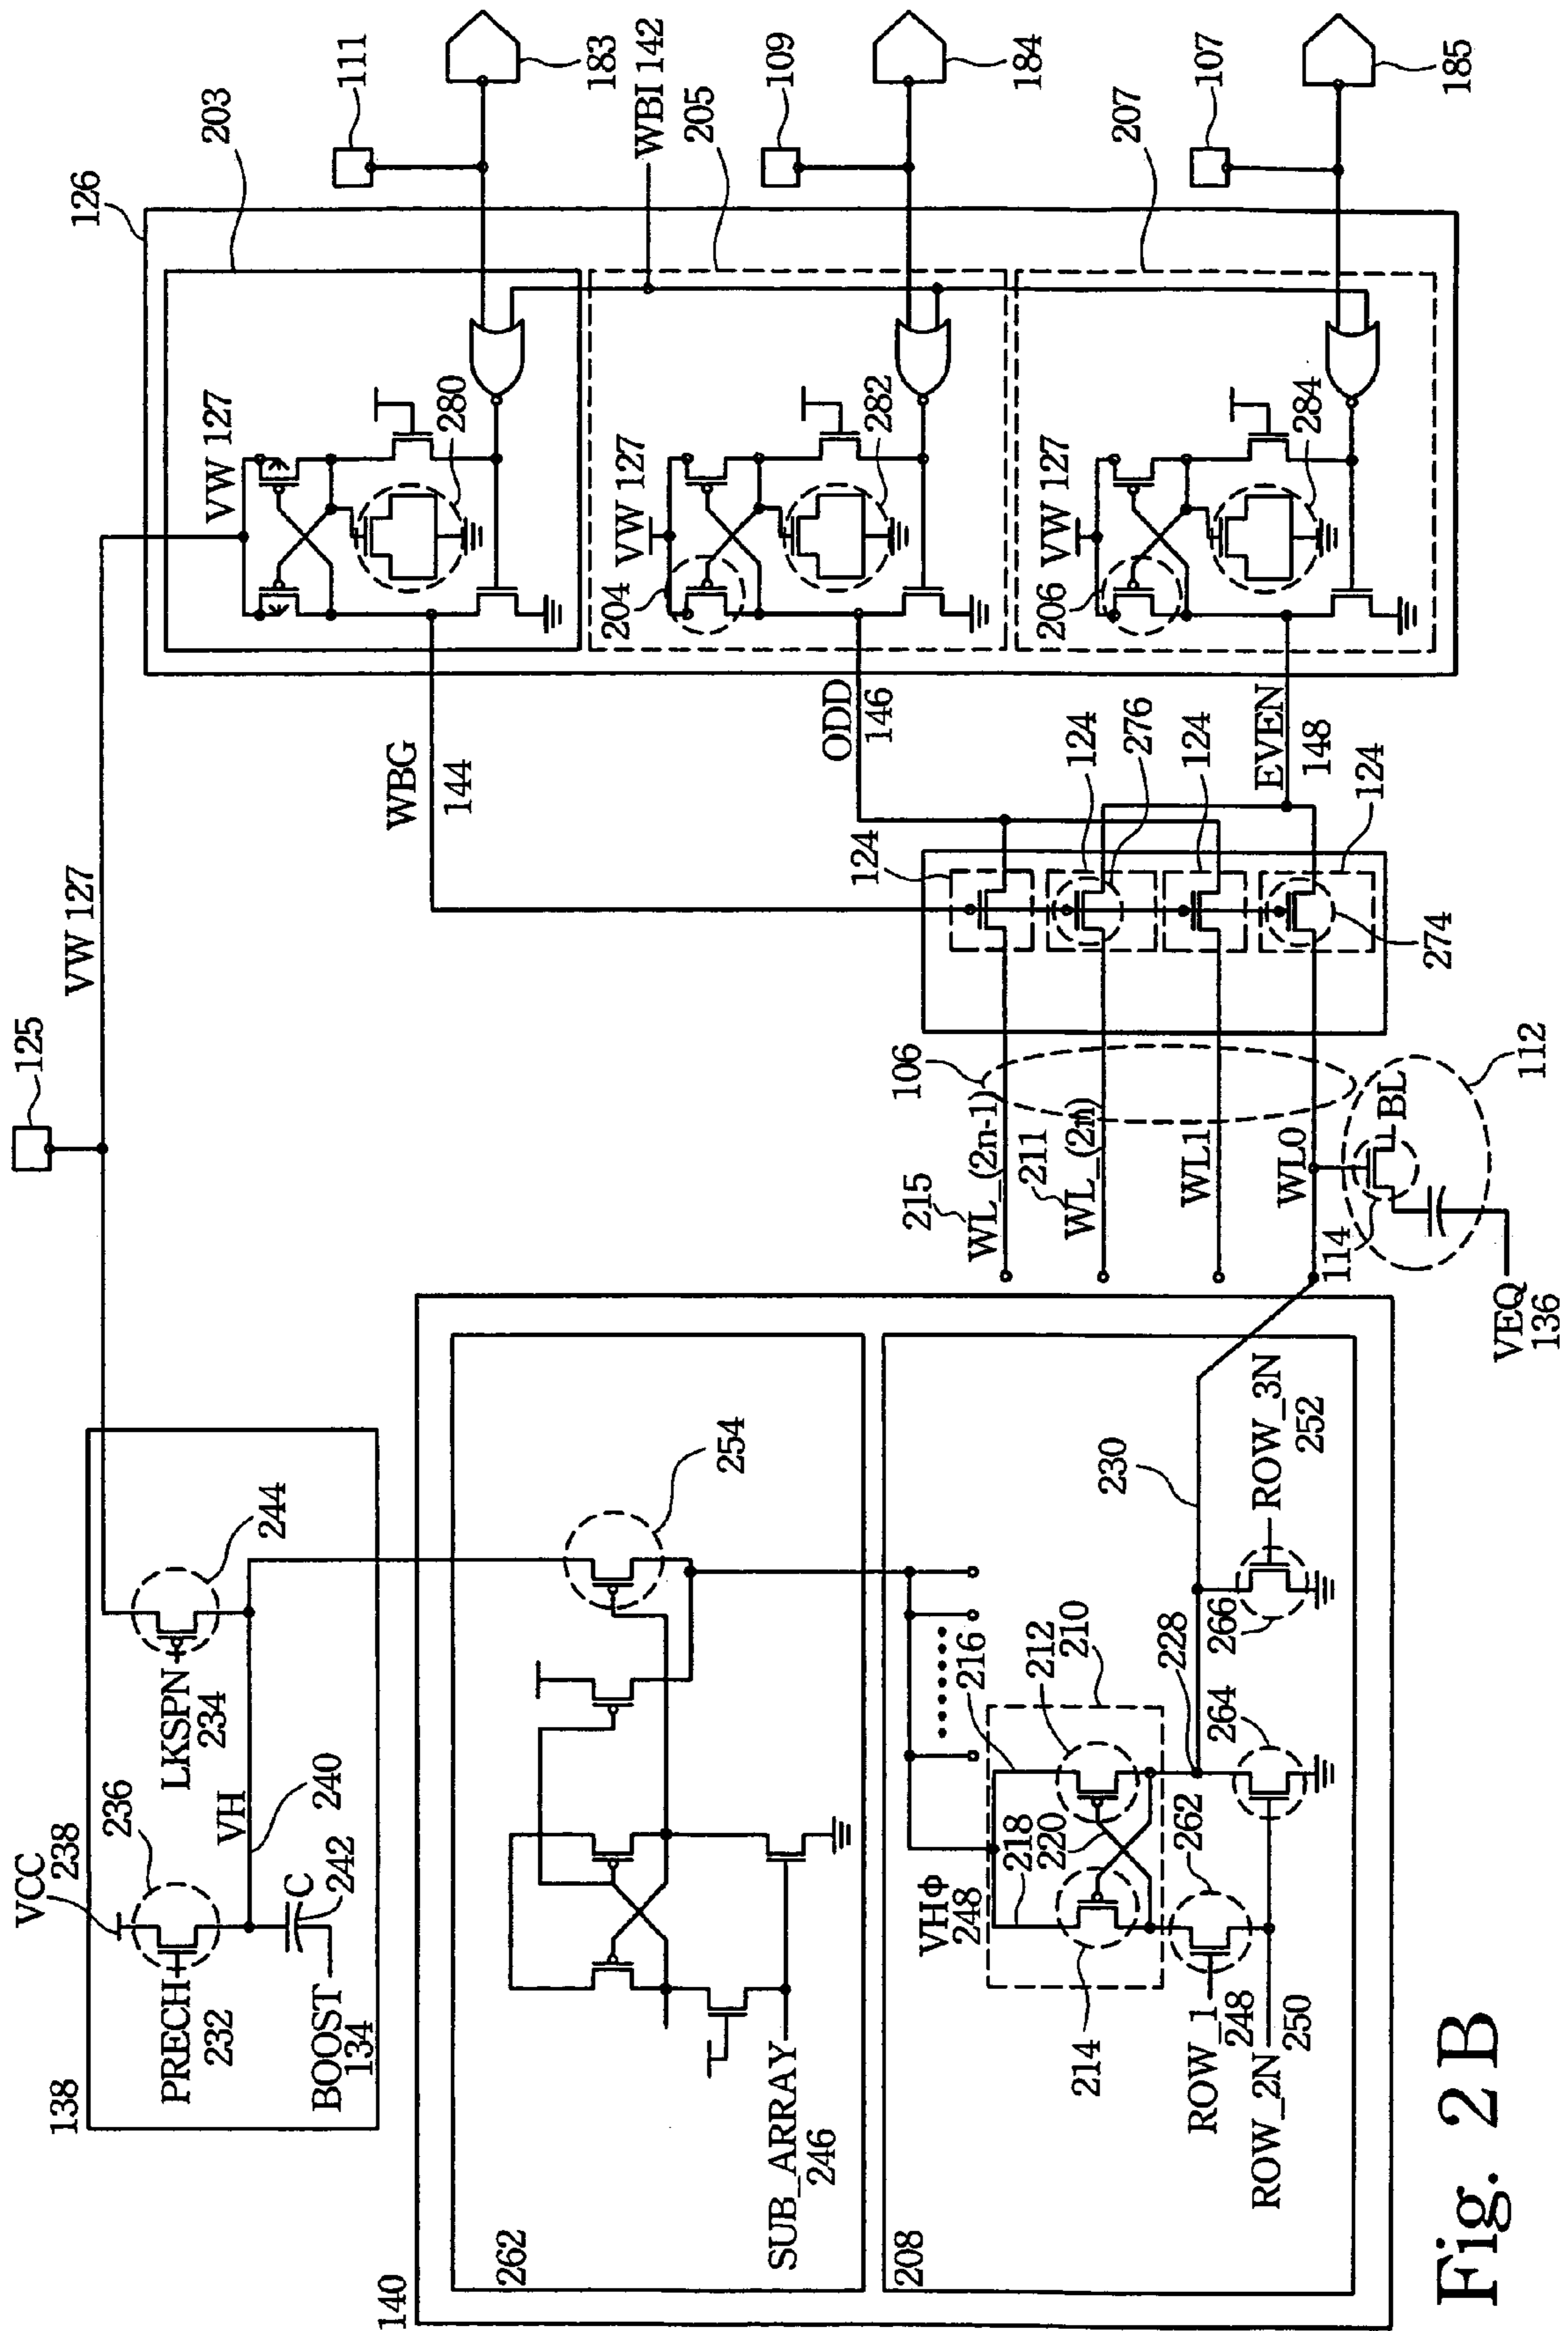 138
VCC
238
236
PRECH
232
LKSPN
234
244
VH
240
C
242
BOOST
134
125
VW 127
126
203
111
183
VW 127
280
WBG
144
WBI 142
205
109
184
204
VW 127
282
ODD
146
207
107
185
206
VW 127
284
EVEN
148
124
124
276
124
124
274
106
215
WL_(2n-1)
211
WL_(2n)
WL1
WL0
BL
112
114
VEQ
136
140
262
254
SUB_ARRAY
246
208
VHΦ
248
216
218
220
212
210
214
228
230
262
264
266
ROW_1
248
ROW_2N
250
ROW_3N
252
Fig. 2 B